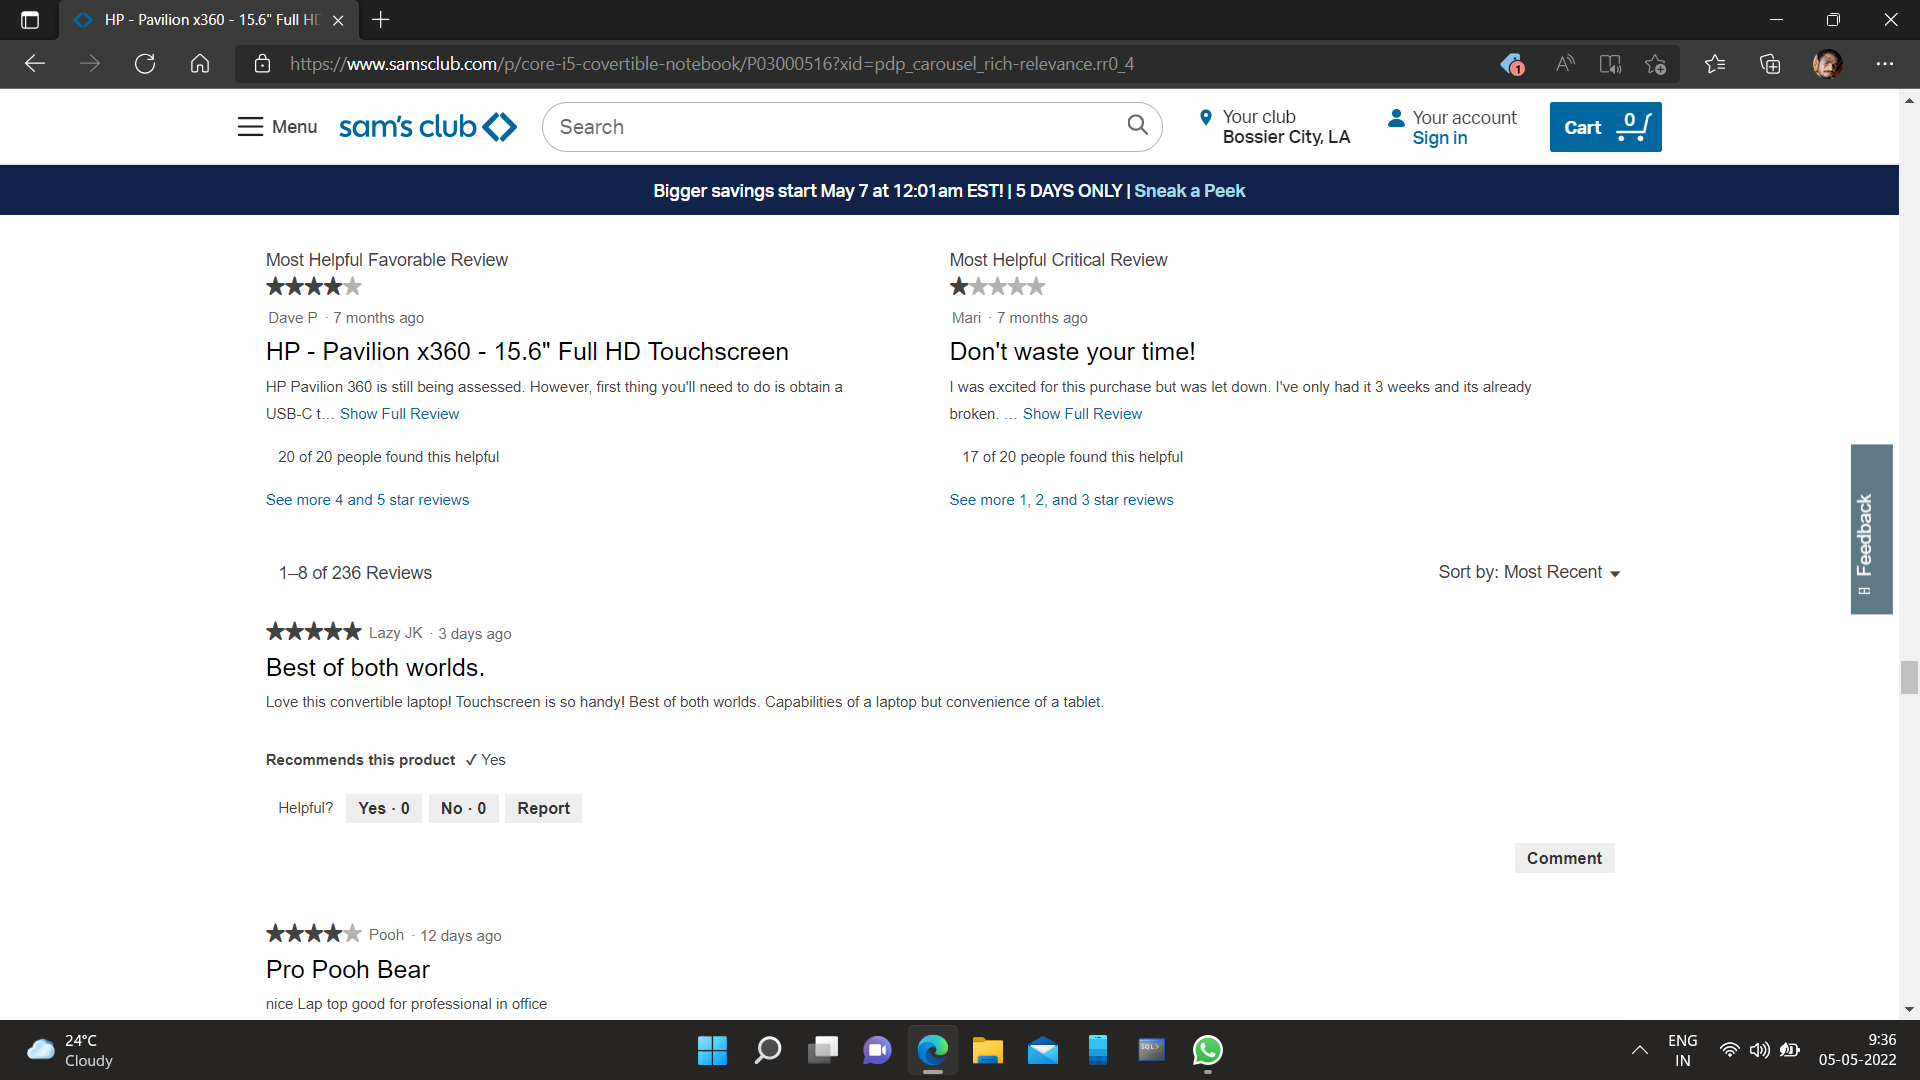 HP - Pavilion x360 - 15.6" Full HD
https://www.samsclub.com/p/core-i5-covertible-notebook/P03000516?xid=pdp_carousel_rich-relevance.rr0_4
1
Menu
sam's club
Search
Your club
Bossier City, LA
Your account
Sign in
Cart
0
Bigger savings start May 7 at 12:01am EST! | 5 DAYS ONLY | Sneak a Peek
Most Helpful Favorable Review
Dave P · 7 months ago
HP - Pavilion x360 - 15.6" Full HD Touchscreen
HP Pavilion 360 is still being assessed. However, first thing you'll need to do is obtain a
USB-C t… Show Full Review
20 of 20 people found this helpful
See more 4 and 5 star reviews
Most Helpful Critical Review
Mari · 7 months ago
Don't waste your time!
I was excited for this purchase but was let down. I've only had it 3 weeks and its already
broken. … Show Full Review
17 of 20 people found this helpful
See more 1, 2, and 3 star reviews
1–8 of 236 Reviews
Sort by: Most Recent
Feedback
Lazy JK · 3 days ago
Best of both worlds.
Love this convertible laptop! Touchscreen is so handy! Best of both worlds. Capabilities of a laptop but convenience of a tablet.
Recommends this product ✓ Yes
Helpful?
Yes · 0
No · 0
Report
Comment
Pooh · 12 days ago
Pro Pooh Bear
nice Lap top good for professional in office
24°C
Cloudy
SQL>
ENG
IN
9:36
05-05-2022